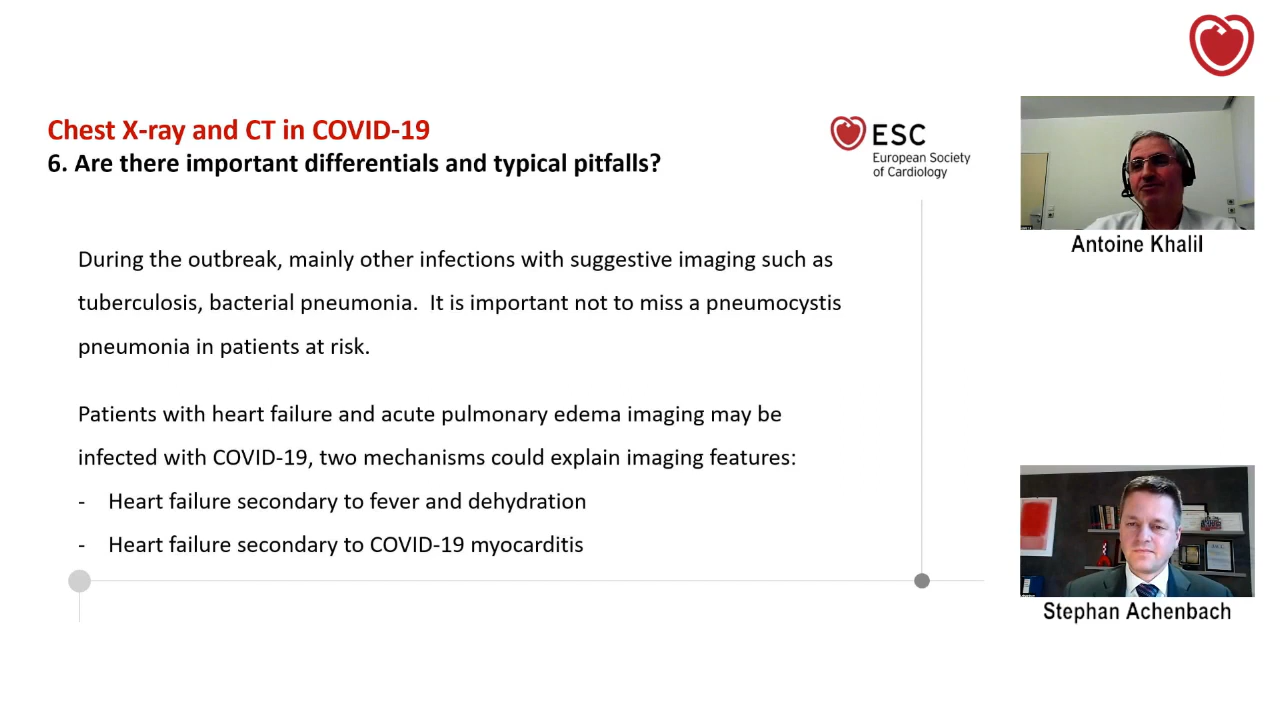 Chest X-ray and CT in COVID-19
6. Are there important differentials and typical pitfalls?
ESC
European Society
of Cardiology
During the outbreak, mainly other infections with suggestive imaging such as
tuberculosis, bacterial pneumonia.  It is important not to miss a pneumocystis
pneumonia in patients at risk.
Patients with heart failure and acute pulmonary edema imaging may be
infected with COVID-19, two mechanisms could explain imaging features:
- Heart failure secondary to fever and dehydration
- Heart failure secondary to COVID-19 myocarditis
Antoine Khalil
Stephan Achenbach